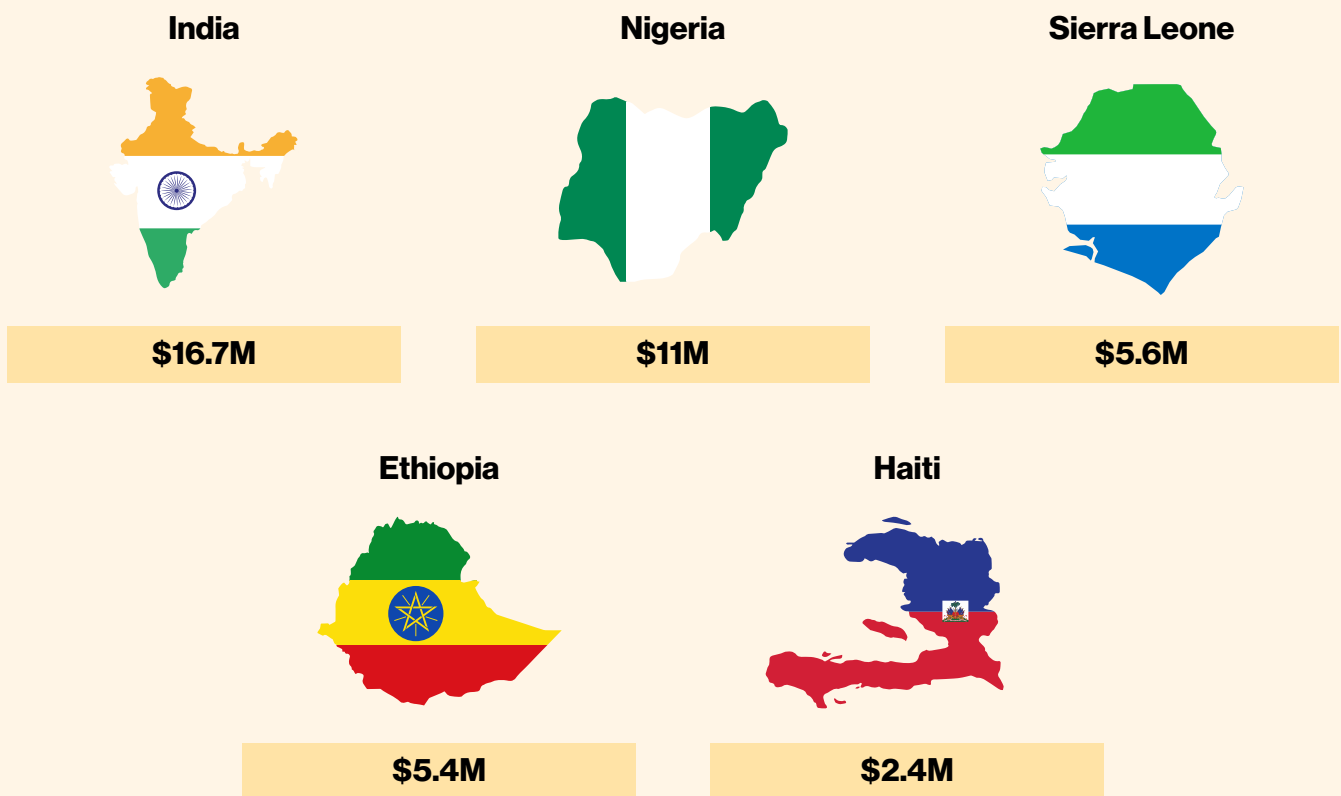 India
Nigeria
Sierra Leone
$16.7M
$11M
$5.6M
Ethiopia
Haiti
$5.4M
$2.4M